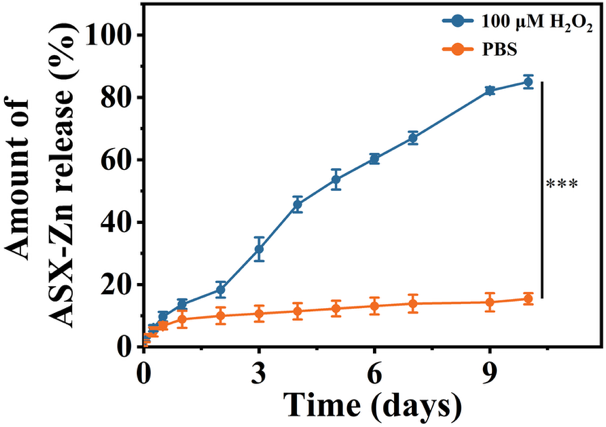 100 μM H₂O₂
PBS
Amount of
ASX-Zn release (%)
100
80
60
40
20
0
0
3
6
9
Time (days)
***